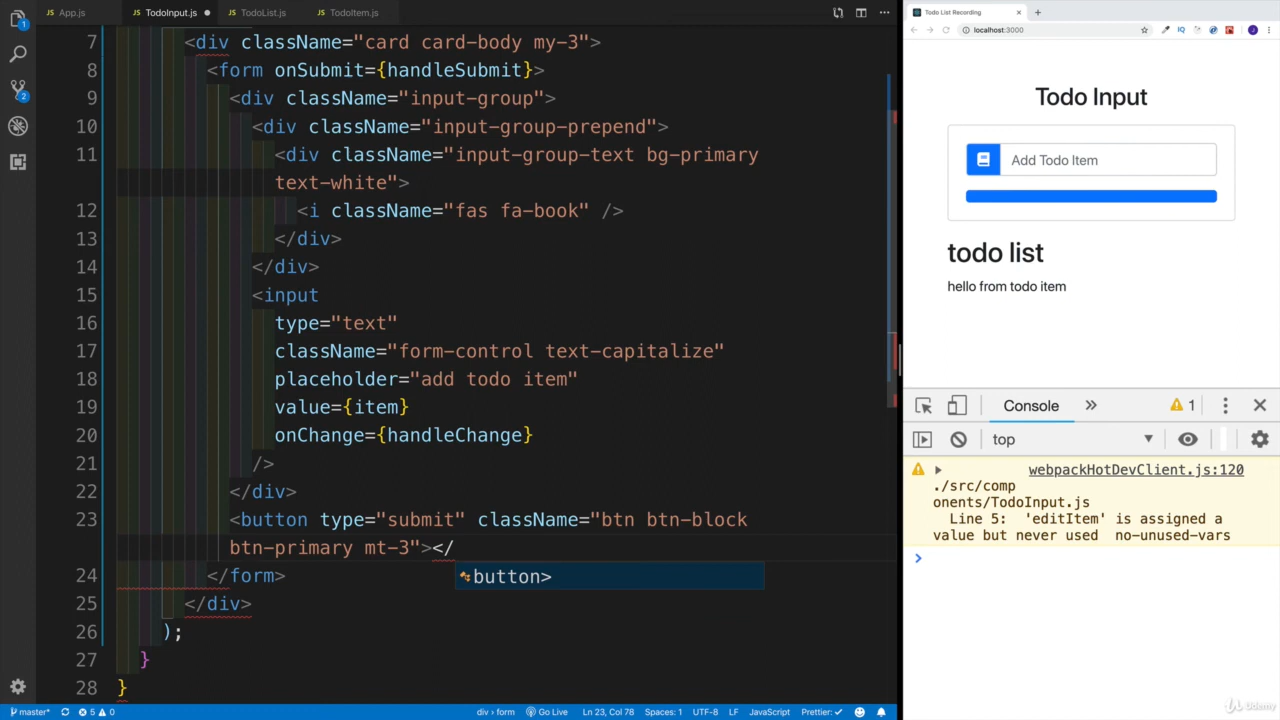 App.js
TodoInput.js
TodoList.js
TodoItem.js
7 <div className="card card-body my-3">
8 <form onSubmit={handleSubmit}>
9 <div className="input-group">
10 <div className="input-group-prepend">
11 <div className="input-group-text bg-primary
text-white">
12 <i className="fas fa-book" />
13 </div>
14 </div>
15 <input
16 type="text"
17 className="form-control text-capitalize"
18 placeholder="add todo item"
19 value={item}
20 onChange={handleChange}
21 />
22 </div>
23 <button type="submit" className="btn btn-block
btn-primary mt-3"></
button>
24 </form>
25 </div>
26 );
27 }
28 }
1
2
master*
5 0
div › form
Go Live
Ln 23, Col 78
Spaces: 1
UTF-8
LF
JavaScript
Prettier: ✓
Todo List Recording
localhost:3000
IQ
J
Todo Input
Add Todo Item
todo list
hello from todo item
Console
1
top
webpackHotDevClient.js:120
./src/comp
onents/TodoInput.js
Line 5: 'editItem' is assigned a
value but never used no-unused-vars
Udemy